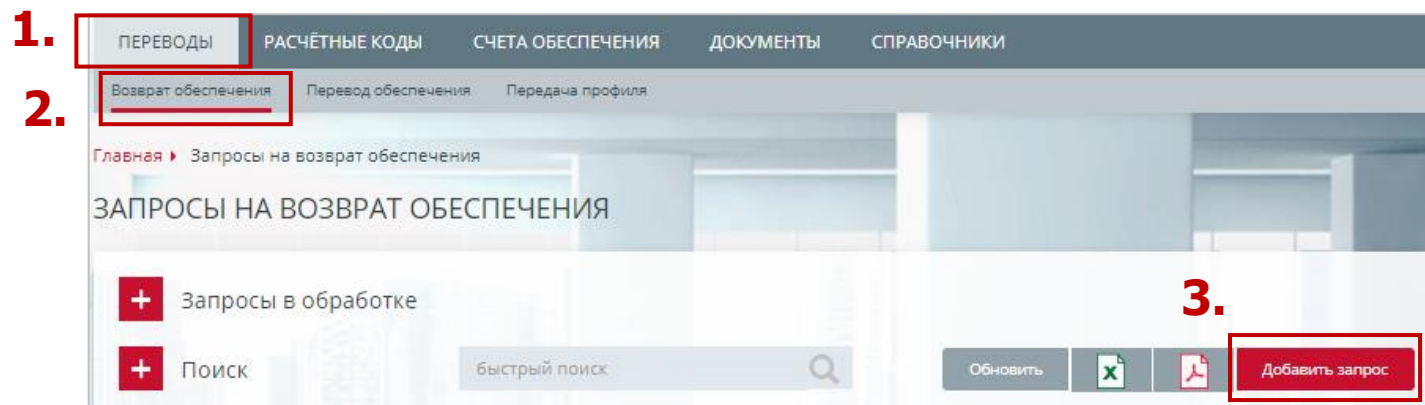 1.
ПЕРЕВОДЫ РАСЧЁТНЫЕ КОДЫ СЧЕТА ОБЕСПЕЧЕНИЯ ДОКУМЕНТЫ СПРАВОЧНИКИ
2.
Возврат обеспечения Перевод обеспечения Передача профиля
Главная Запросы на возврат обеспечения
ЗАПРОСЫ НА ВОЗВРАТ ОБЕСПЕЧЕНИЯ
+ Запросы в обработке
3.
+ Поиск быстрый поиск Обновить X Добавить запрос